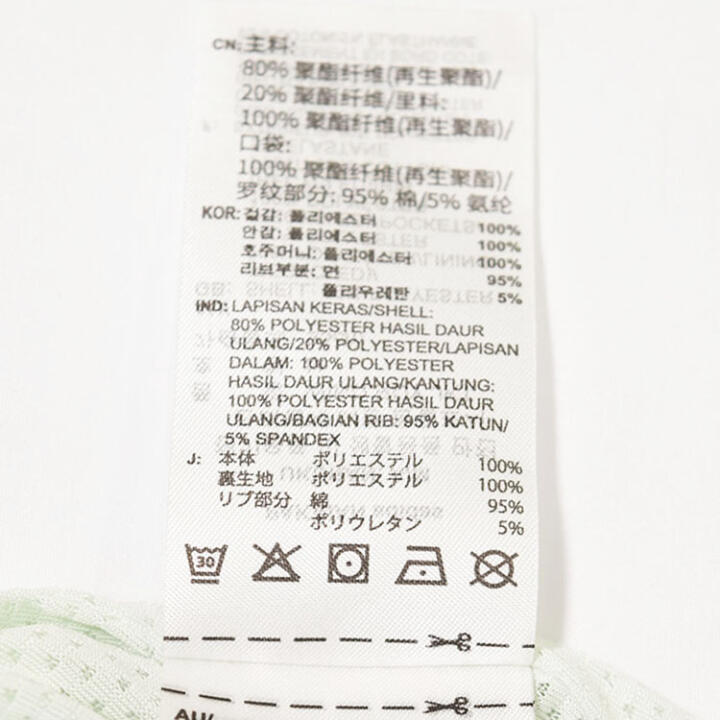 CN: 主料:
80% 聚酯纤维(再生聚酯)/
20% 聚酯纤维/里料:
100% 聚酯纤维(再生聚酯)/
口袋:
100% 聚酯纤维(再生聚酯)/
罗纹部分: 95% 棉/5% 氨纶
KOR: 겉감: 폴리에스터 100%
안감: 폴리에스터 100%
호주머니: 폴리에스터 100%
리브부분: 면 95%
폴리우레탄 5%
IND: LAPISAN KERAS/SHELL:
80% POLYESTER HASIL DAUR
ULANG/20% POLYESTER/LAPISAN
DALAM: 100% POLYESTER
HASIL DAUR ULANG/KANTUNG:
100% POLYESTER HASIL DAUR
ULANG/BAGIAN RIB: 95% KATUN/
5% SPANDEX
J: 本体 ポリエステル 100%
裏生地 ポリエステル 100%
リブ部分 綿 95%
ポリウレタン 5%
30
AU/